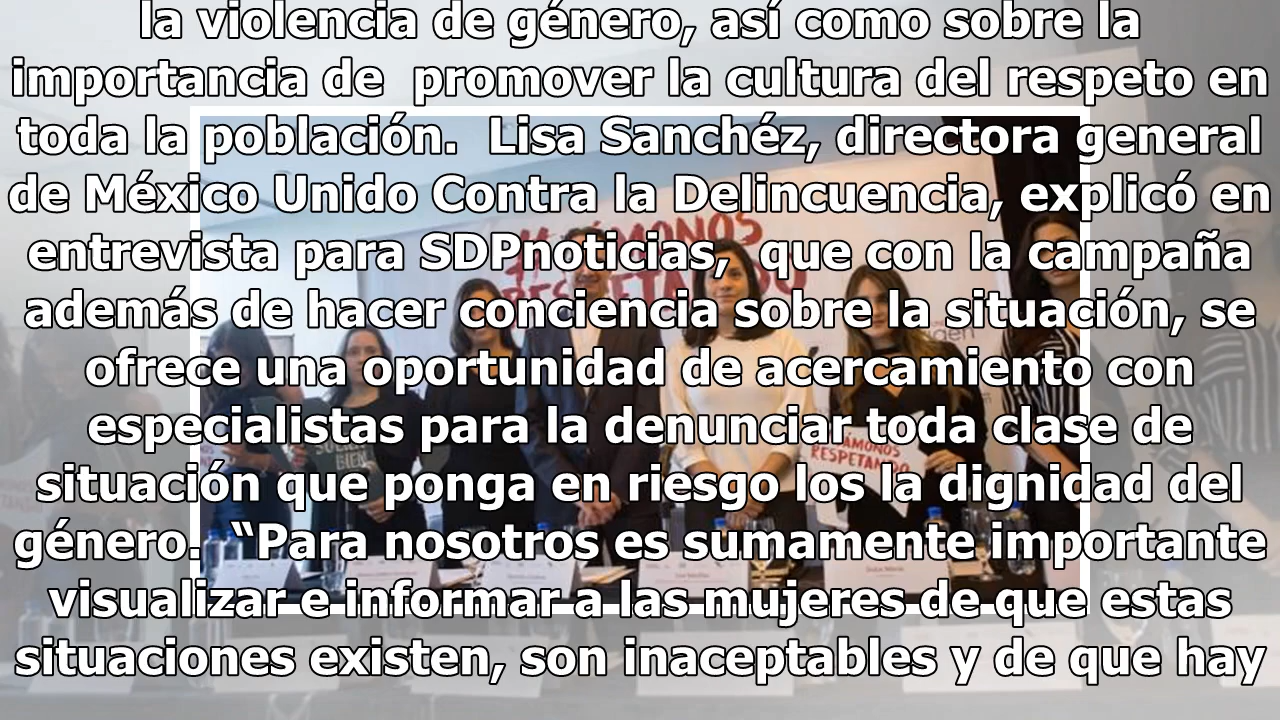 la violencia de género, así como sobre la
importancia de  promover la cultura del respeto en
toda la población.  Lisa Sanchéz, directora general
de México Unido Contra la Delincuencia, explicó en
entrevista para SDPnoticias,  que con la campaña
además de hacer conciencia sobre la situación, se
ofrece una oportunidad de acercamiento con
especialistas para la denunciar toda clase de
situación que ponga en riesgo los la dignidad del
género.  “Para nosotros es sumamente importante
visualizar e informar a las mujeres de que estas
situaciones existen, son inaceptables y de que hay
RESPETANDO